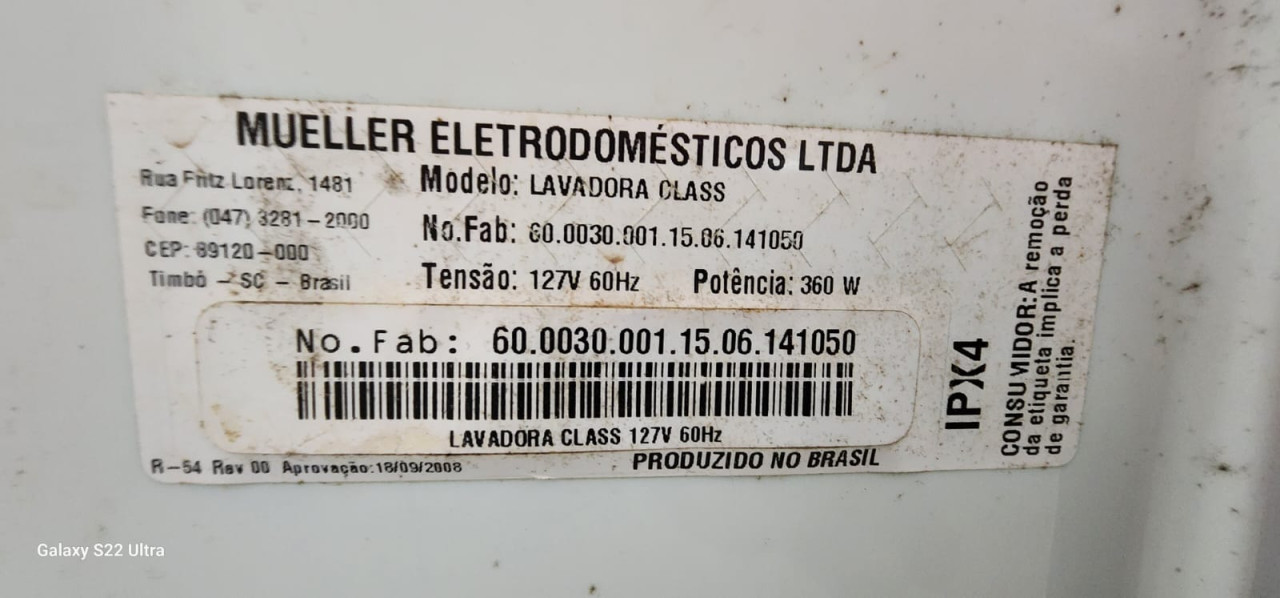 MUELLER ELETRODOMÉSTICOS LTDA
Rua Fritz Lorenz, 1481
Fone: (047) 3281-2000
CEP: 89120-000
Timbó - SC - Brasil
Modelo: LAVADORA CLASS
No.Fab: 60.0030.001.15.06.141050
Tensão: 127V 60Hz Potência: 360 W
No.Fab: 60.0030.001.15.06.141050
LAVADORA CLASS 127V 60Hz
R-54 Rev 00 Aprovação:18/09/2008
PRODUZIDO NO BRASIL
IPX4
CONSUMIDOR: A remoção
da etiqueta implica a perda
de garantia.
Galaxy S22 Ultra